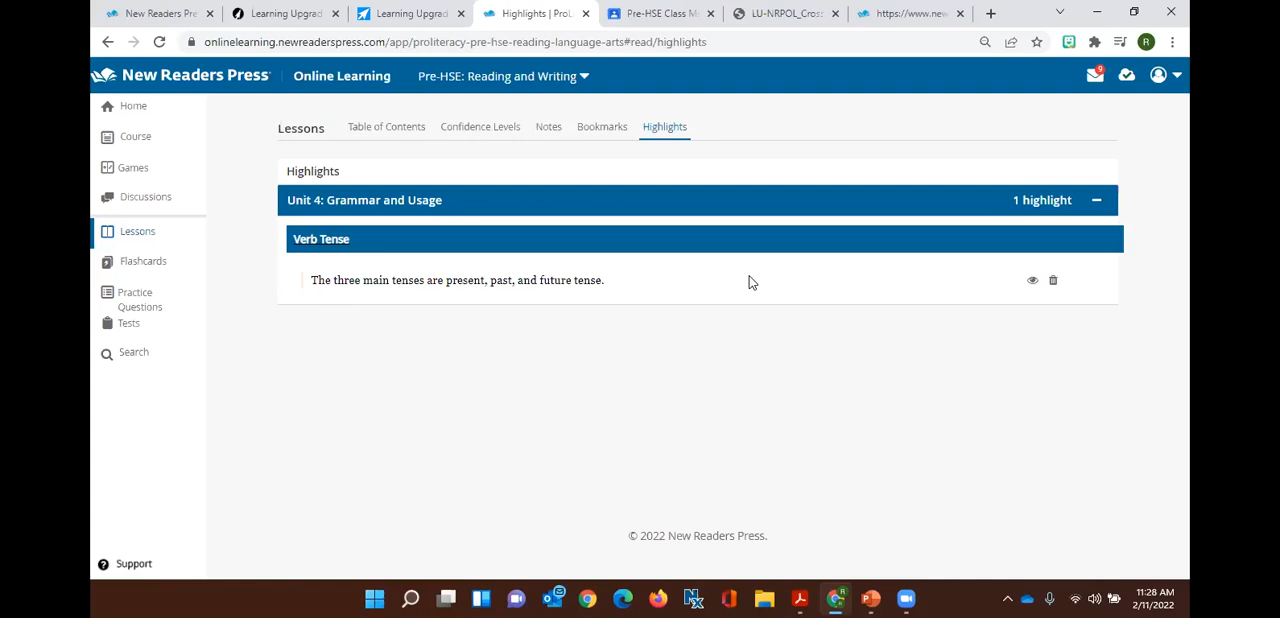 New Readers Pre
Learning Upgrad
Learning Upgrad
Highlights | ProL
Pre-HSE Class M
LU-NRPOL_Cross
https://www.new
onlinelearning.newreaderspress.com/app/proliteracy-pre-hse-reading-language-arts#read/highlights
R
New Readers Press
Online Learning
Pre-HSE: Reading and Writing
9
Home
Course
Games
Discussions
Lessons
Flashcards
Practice
Questions
Tests
Search
Support
Lessons
Table of Contents
Confidence Levels
Notes
Bookmarks
Highlights
Highlights
Unit 4: Grammar and Usage
1 highlight
Verb Tense
The three main tenses are present, past, and future tense.
© 2022 New Readers Press.
11:28 AM
2/11/2022